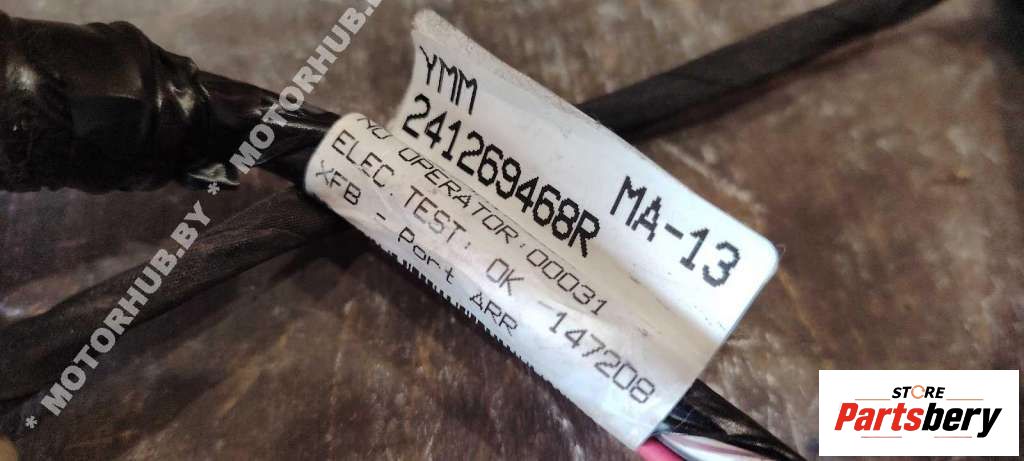 YMM
241269468R
MA-13
MO OPERATOR:00031
ELEC TEST: OK -147208
XFB - Port ARR
* MOTORHUB.BY * MOTORHUB.BY
STORE
Partsbery